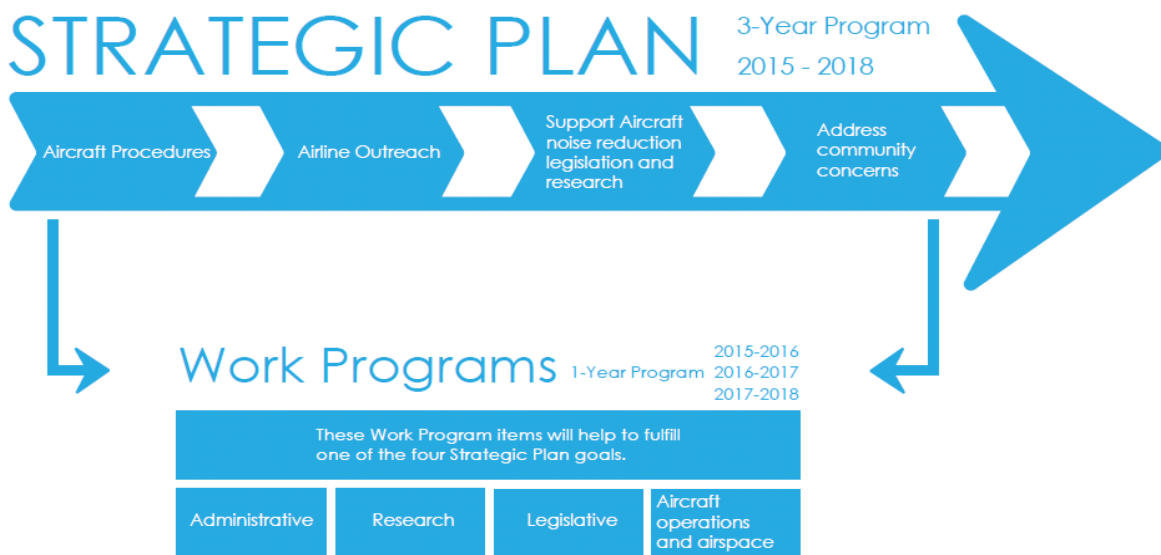 STRATEGIC PLAN
3-Year Program
2015 - 2018
Aircraft Procedures
Airline Outreach
Support Aircraft
noise reduction
legislation and
research
Address
community
concerns
Work Programs
1-Year Program
2015-2016
2016-2017
2017-2018
These Work Program items will help to fulfill
one of the four Strategic Plan goals.
Administrative
Research
Legislative
Aircraft
operations
and airspace